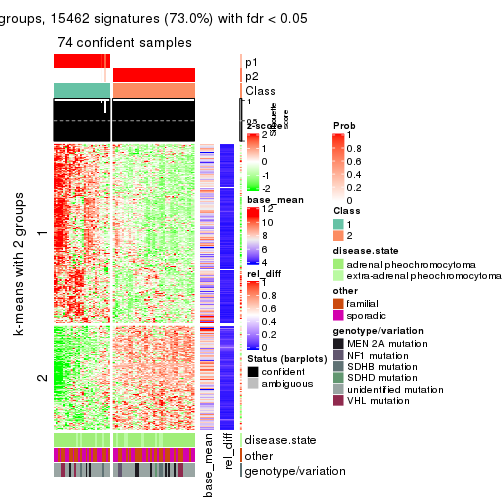 groups, 15462 signatures (73.0%) with fdr < 0.05
74 confident samples
p1
p2
Class
1
0.5
Silhouette
score
k-means with 2 groups
1
2
z-score
2
1
0
-1
-2
base_mean
12
10
8
6
4
rel_diff
1
0.8
0.6
0.4
0.2
0
Status (barplots)
confident
ambiguous
Prob
1
0.8
0.6
0.4
0.2
0
Class
1
2
disease.state
adrenal pheochromocytoma
extra-adrenal pheochromocytoma
other
familial
sporadic
genotype/variation
MEN 2A mutation
NF1 mutation
SDHB mutation
SDHD mutation
unidentified mutation
VHL mutation
disease.state
other
genotype/variation
base_mean
rel_diff